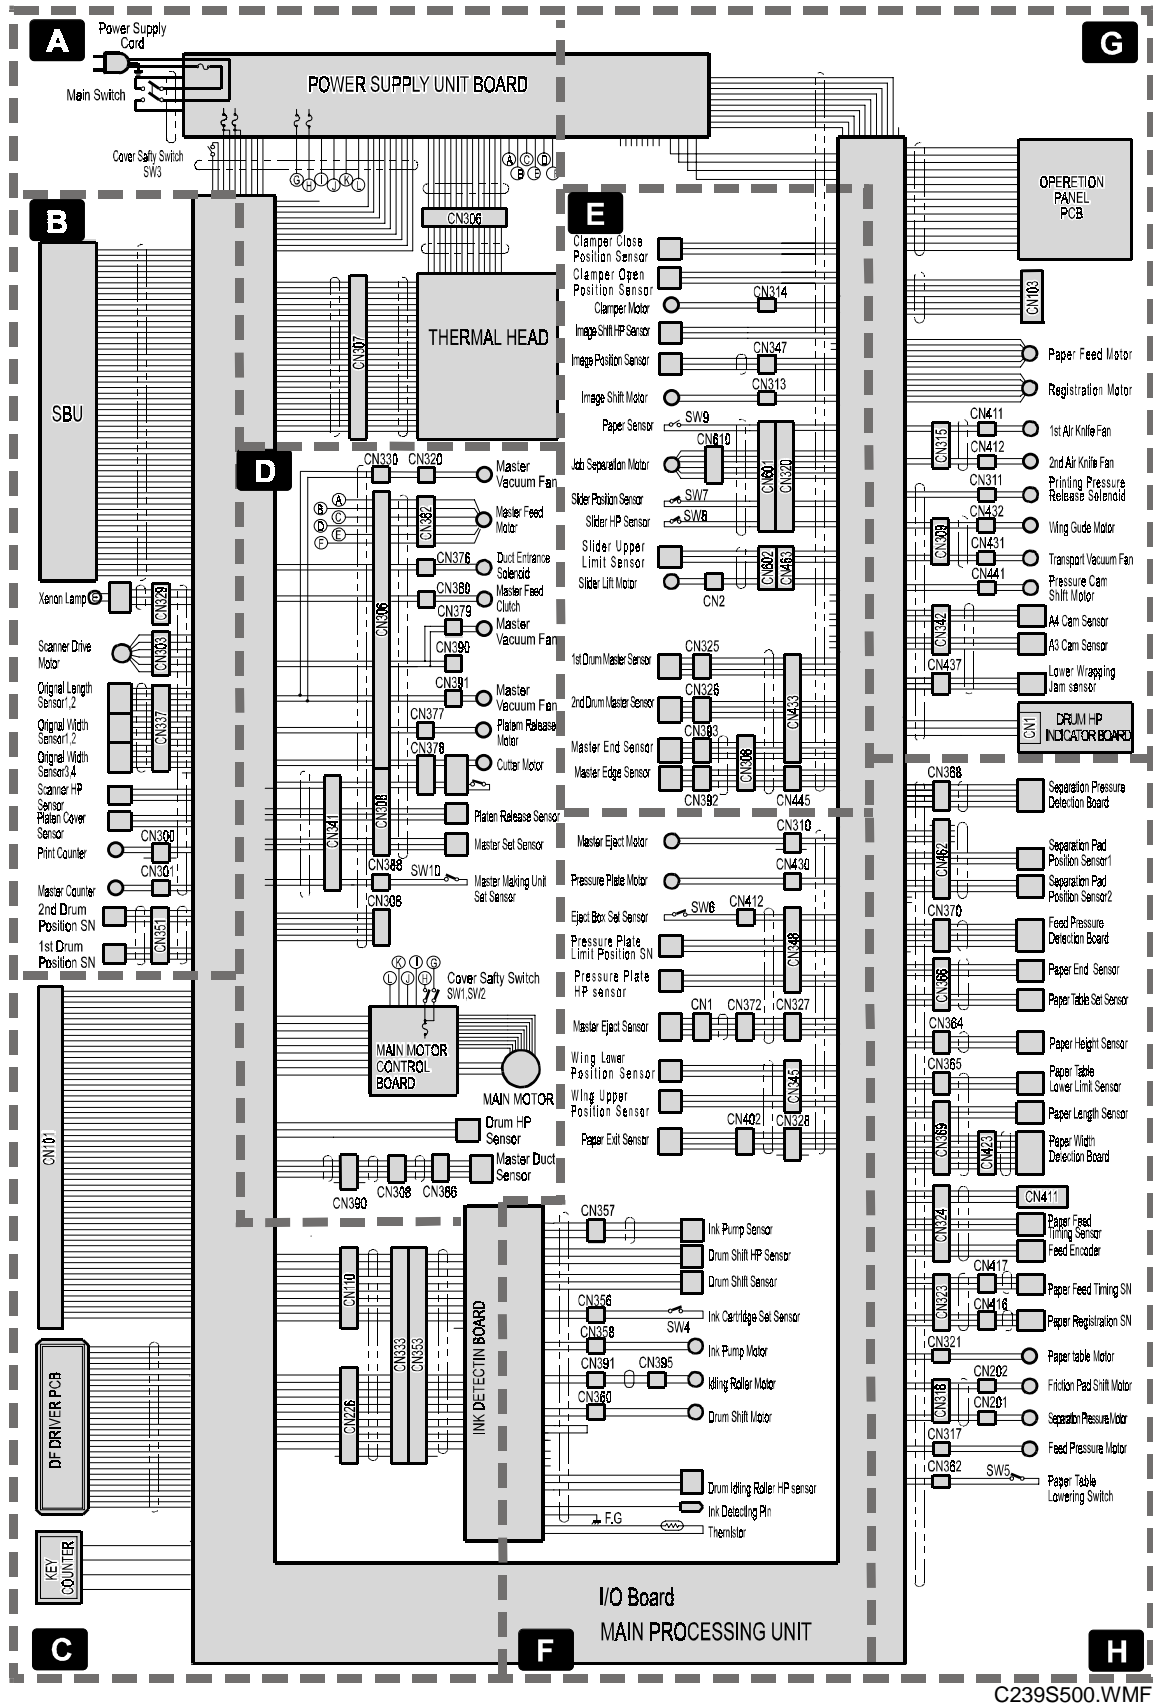 A
Power Supply
Cord
Main Switch
POWER SUPPLY UNIT BOARD
Cover Safty Switch
SW3
G
H
I
J
K
L
A
C
D
B
E
F
CN306
G
OPERETION
PANEL
PCB
CN103
Paper Feed Motor
Registration Motor
CN411
1st Air Knife Fan
CN315
CN412
2nd Air Knife Fan
CN311
Printing Pressure
Release Solenoid
CN432
Wing Gude Motor
CN309
CN431
Transport Vacuum Fan
CN441
Pressure Cam
Shift Motor
CN342
A4 Cam Sensor
A3 Cam Sensor
CN437
Lower Wrapping
Jam sensor
CN1
DRUM HP
INDICATOR BOARD
B
SBU
Xenon Lamp
CN329
Scanner Drive
Motor
CN303
Orignal Length
Sensor1,2
Orignal Width
Sensor1,2
Orignal Width
Sensor3,4
CN337
Scanner HP
Sensor
Platen Cover
Sensor
CN300
Print Counter
CN301
Master Counter
2nd Drum
Position SN
CN351
1st Drum
Position SN
CN307
THERMAL HEAD
D
CN330
CN320
Master
Vacuum Fan
A
B
C
D
E
F
CN382
Master Feed
Motor
CN376
Duct Entrance
Solenoid
CN380
Master Feed
Clutch
CN306
CN379
Master
Vacuum Fan
CN390
CN391
Master
Vacuum Fan
CN377
Platem Release
Motor
CN378
Cutter Motor
CN341
CN308
Platen Release Sensor
Master Set Sensor
CN388
SW10
Master Making Unit
Set Sensor
CN306
K
I
G
L
J
H
Cover Safty Switch
SW1,SW2
MAIN MOTOR
CONTROL
BOARD
MAIN MOTOR
Drum HP
Sensor
Master Duct
Sensor
CN390
CN308
CN386
E
Clamper Close
Position Sensor
Clamper Open
Position Sensor
CN314
Clamper Motor
Image Shift HP Sensor
CN347
Image Position Sensor
CN313
Image Shift Motor
Paper Sensor
SW9
CN610
CN601
CN320
Job Separation Motor
Slider Position Sensor
SW7
Slider HP Sensor
SW8
Slider Upper
Limit Sensor
CN602
CN463
Slider Lift Motor
CN2
1st Drum Master Sensor
CN325
2nd Drum Master Sensor
CN326
CN433
CN383
Master End Sensor
CN308
Master Edge Sensor
CN392
CN445
Master Eject Motor
CN310
CN430
Pressure Plate Motor
Eject Box Set Sensor
SW6
CN412
Pressure Plate
Limit Position SN
CN348
Pressure Plate
HP sensor
CN1
CN372
CN327
Master Eject Sensor
Wing Lower
Position Sensor
CN345
Wing Upper
Position Sensor
CN402
CN328
Paper Exit Sensor
CN368
Separation Pressure
Detection Board
CN462
Separation Pad
Position Sensor1
Separation Pad
Position Sensor2
CN370
Feed Pressure
Detection Board
CN366
Paper End Sensor
Paper Table Set Sensor
CN364
Paper Height Sensor
CN365
Paper Table
Lower Limit Sensor
CN369
Paper Length Sensor
CN423
Paper Width
Detection Board
CN411
CN324
Paper Feed
Timing Sensor
Feed Encoder
CN417
Paper Feed Timing SN
CN323
CN416
Paper Registration SN
CN321
Paper table Motor
CN202
Friction Pad Shift Motor
CN318
CN201
Separation Pressure Motor
CN317
Feed Pressure Motor
CN362
SW5
Paper Table
Lowering Switch
CN101
DF DRIVER PCB
KEY
COUNTER
CN110
CN226
CN333
CN353
INK DETECTIN BOARD
CN357
Ink Pump Sensor
Drum Shift HP Sensor
Drum Shift Sensor
CN356
SW4
Ink Cartridge Set Sensor
CN358
Ink Pump Motor
CN391
CN395
Idling Roller Motor
CN360
Drum Shift Motor
Drum Idling Roller HP sensor
Ink Detecting Pin
F.G
Thernistor
I/O Board
MAIN PROCESSING UNIT
C
F
H
C239S500.WMF